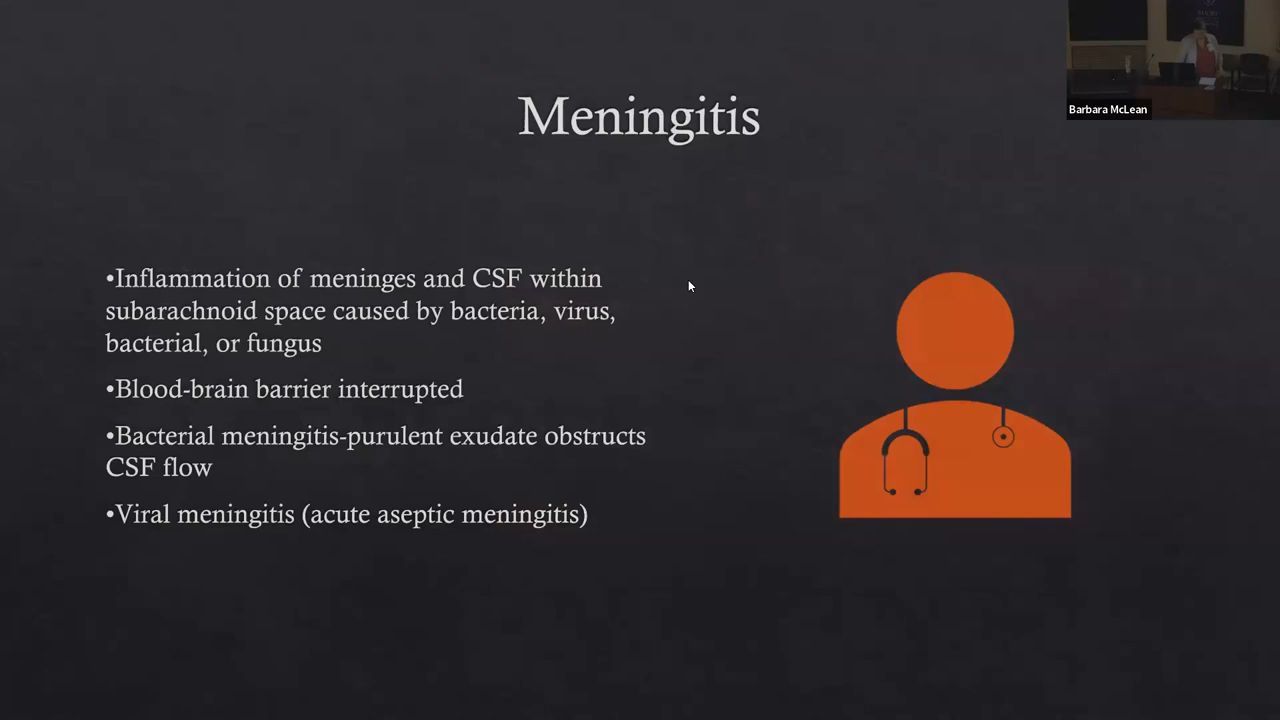 Meningitis
Barbara McLean
•Inflammation of meninges and CSF within
subarachnoid space caused by bacteria, virus,
bacterial, or fungus
•Blood-brain barrier interrupted
•Bacterial meningitis-purulent exudate obstructs
CSF flow
•Viral meningitis (acute aseptic meningitis)